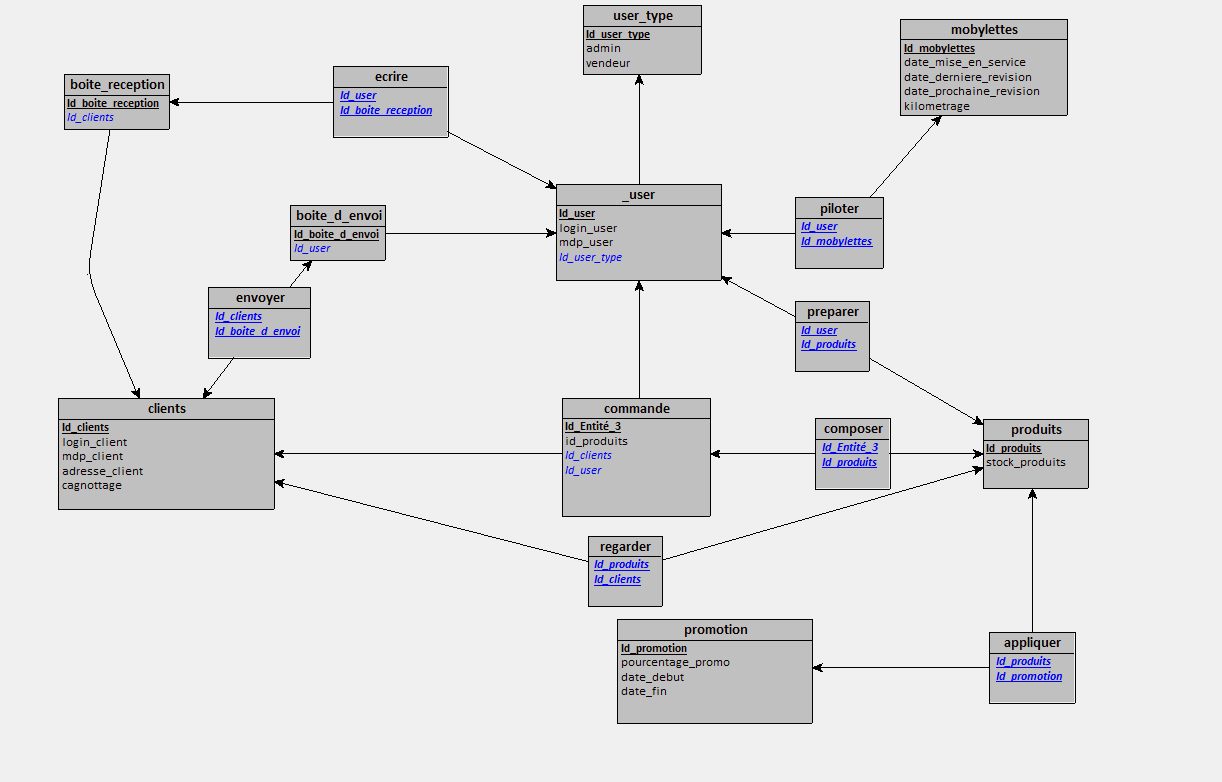 user_type
Id_user_type
admin
vendeur
mobylettes
Id_mobylettes
date_mise_en_service
date_derniere_revision
date_prochaine_revision
kilometrage
boite_reception
Id_boite_reception
Id_clients
ecrire
Id_user
Id_boite_reception
_user
Id_user
login_user
mdp_user
Id_user_type
piloter
Id_user
Id_mobylettes
boite_d_envoi
Id_boite_d_envoi
Id_user
envoyer
Id_clients
Id_boite_d_envoi
preparer
Id_user
Id_produits
clients
Id_clients
login_client
mdp_client
adresse_client
cagnottage
commande
Id_Entité_3
id_produits
Id_clients
Id_user
composer
Id_Entité_3
Id_produits
produits
Id_produits
stock_produits
regarder
Id_produits
Id_clients
promotion
Id_promotion
pourcentage_promo
date_debut
date_fin
appliquer
Id_produits
Id_promotion